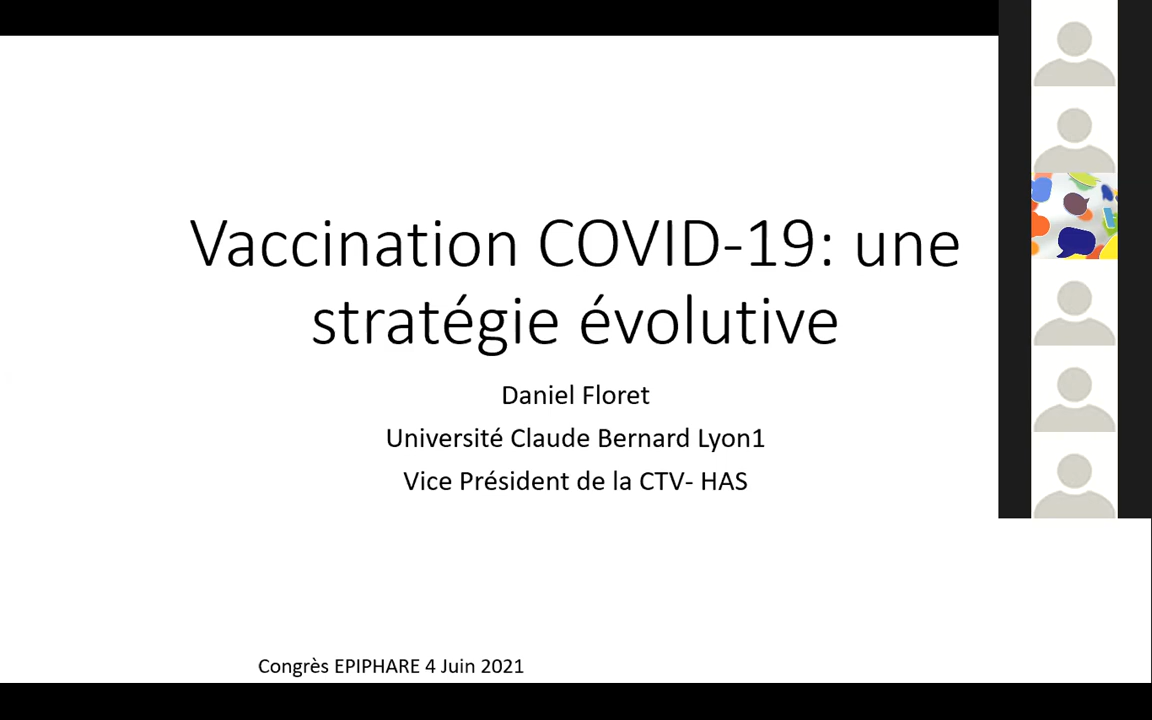 Vaccination COVID-19: une
stratégie évolutive
Daniel Floret
Université Claude Bernard Lyon1
Vice Président de la CTV- HAS
Congrès EPIPHARE 4 Juin 2021